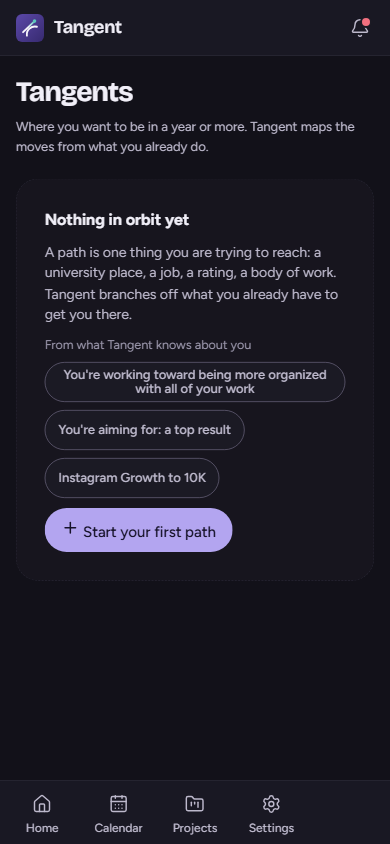 Tangent
Tangents
Where you want to be in a year or more. Tangent maps the
moves from what you already do.
Nothing in orbit yet
A path is one thing you are trying to reach: a
university place, a job, a rating, a body of work.
Tangent branches off what you already have to
get you there.
From what Tangent knows about you
You're working toward being more organized
with all of your work
You're aiming for: a top result
Instagram Growth to 10K
+ Start your first path
Home Calendar Projects Settings